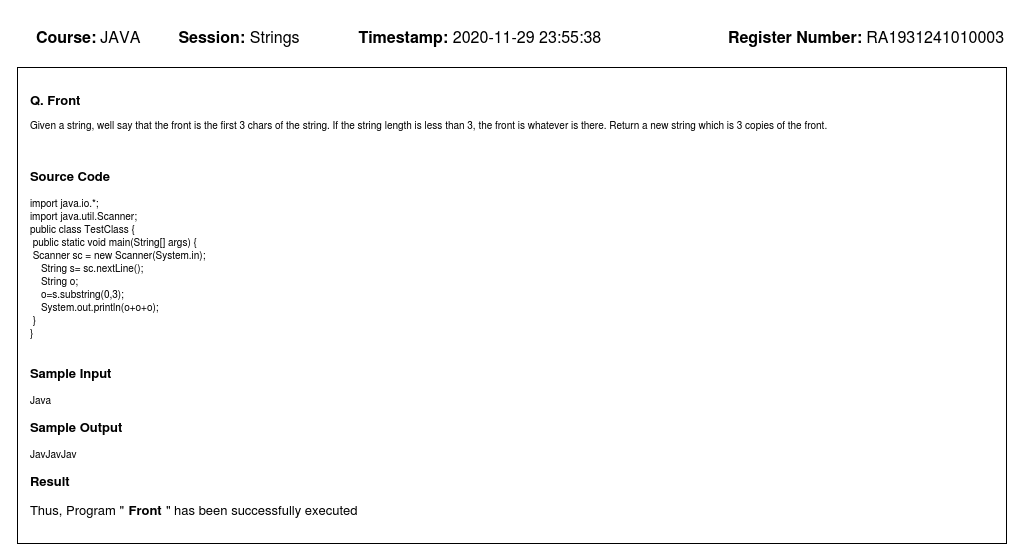 Course: JAVA Session: Strings Timestamp: 2020-11-29 23:55:38 Register Number: RA1931241010003
Q. Front
Given a string, well say that the front is the first 3 chars of the string. If the string length is less than 3, the front is whatever is there. Return a new string which is 3 copies of the front.
Source Code
import java.io.*;
import java.util.Scanner;
public class TestClass {
 public static void main(String[] args) {
 Scanner sc = new Scanner(System.in);
    String s= sc.nextLine();
    String o;
    o=s.substring(0,3);
    System.out.println(o+o+o);
 }
}
Sample Input
Java
Sample Output
JavJavJav
Result
Thus, Program " Front " has been successfully executed